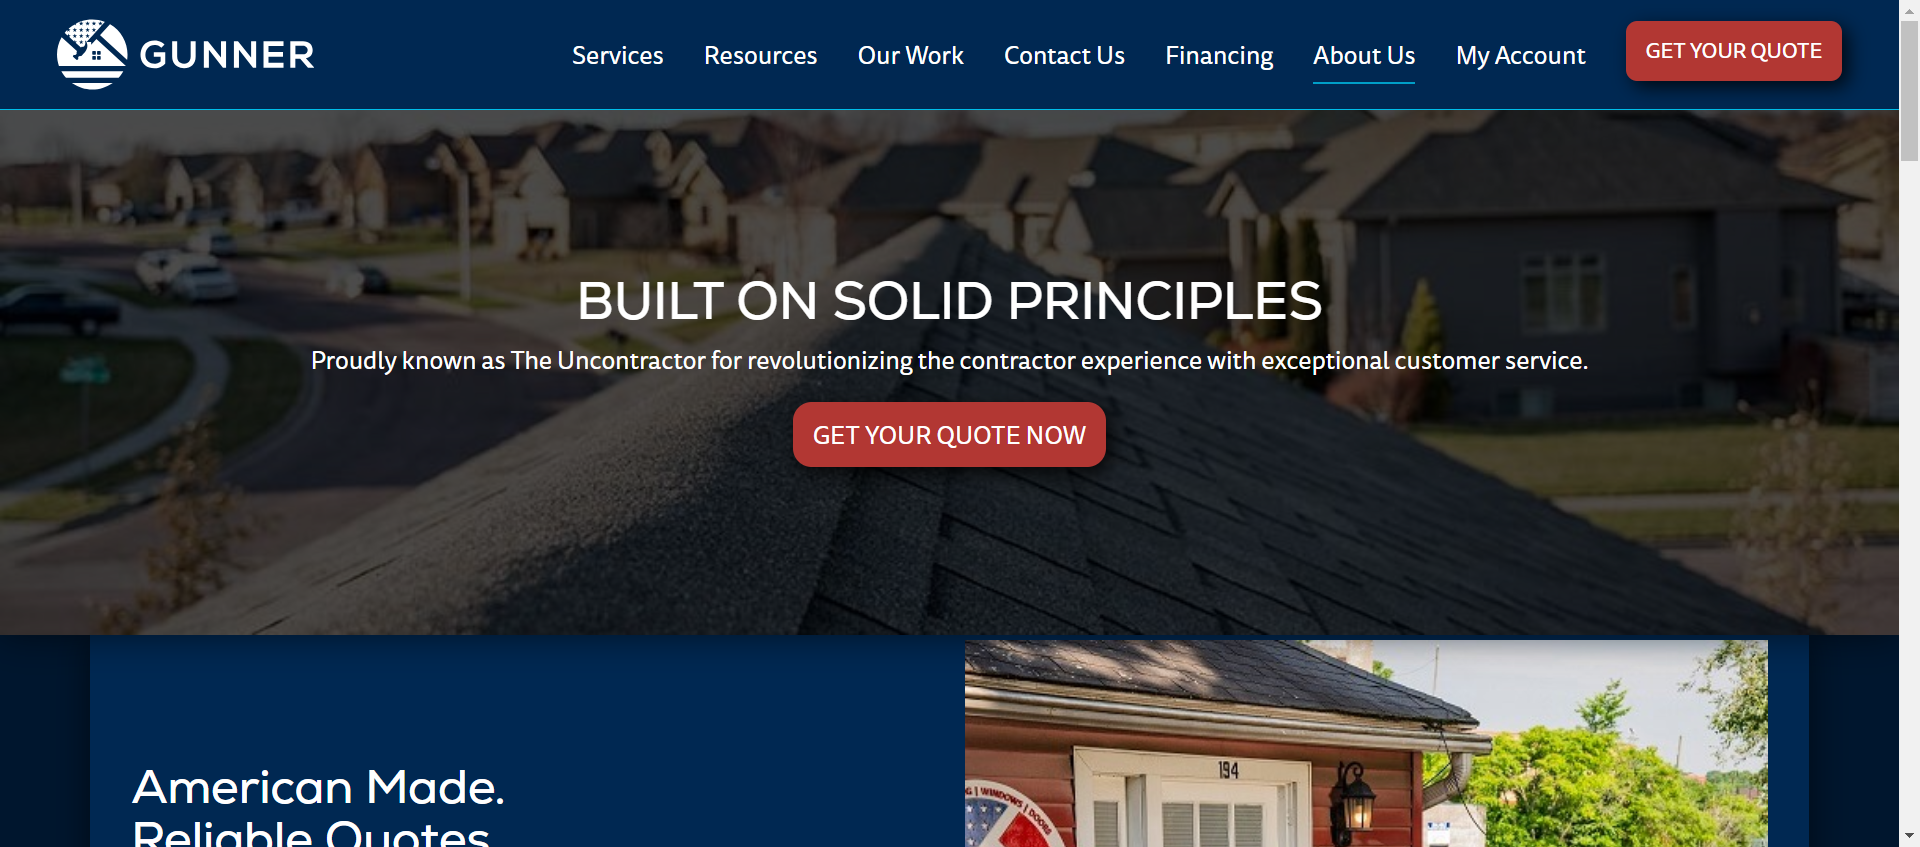 GUNNER
Services
Resources
Our Work
Contact Us
Financing
About Us
My Account
GET YOUR QUOTE
BUILT ON SOLID PRINCIPLES
Proudly known as The Uncontractor for revolutionizing the contractor experience with exceptional customer service.
GET YOUR QUOTE NOW
American Made.
Reliable Quotes
194
G | WINDOWS | DOORS